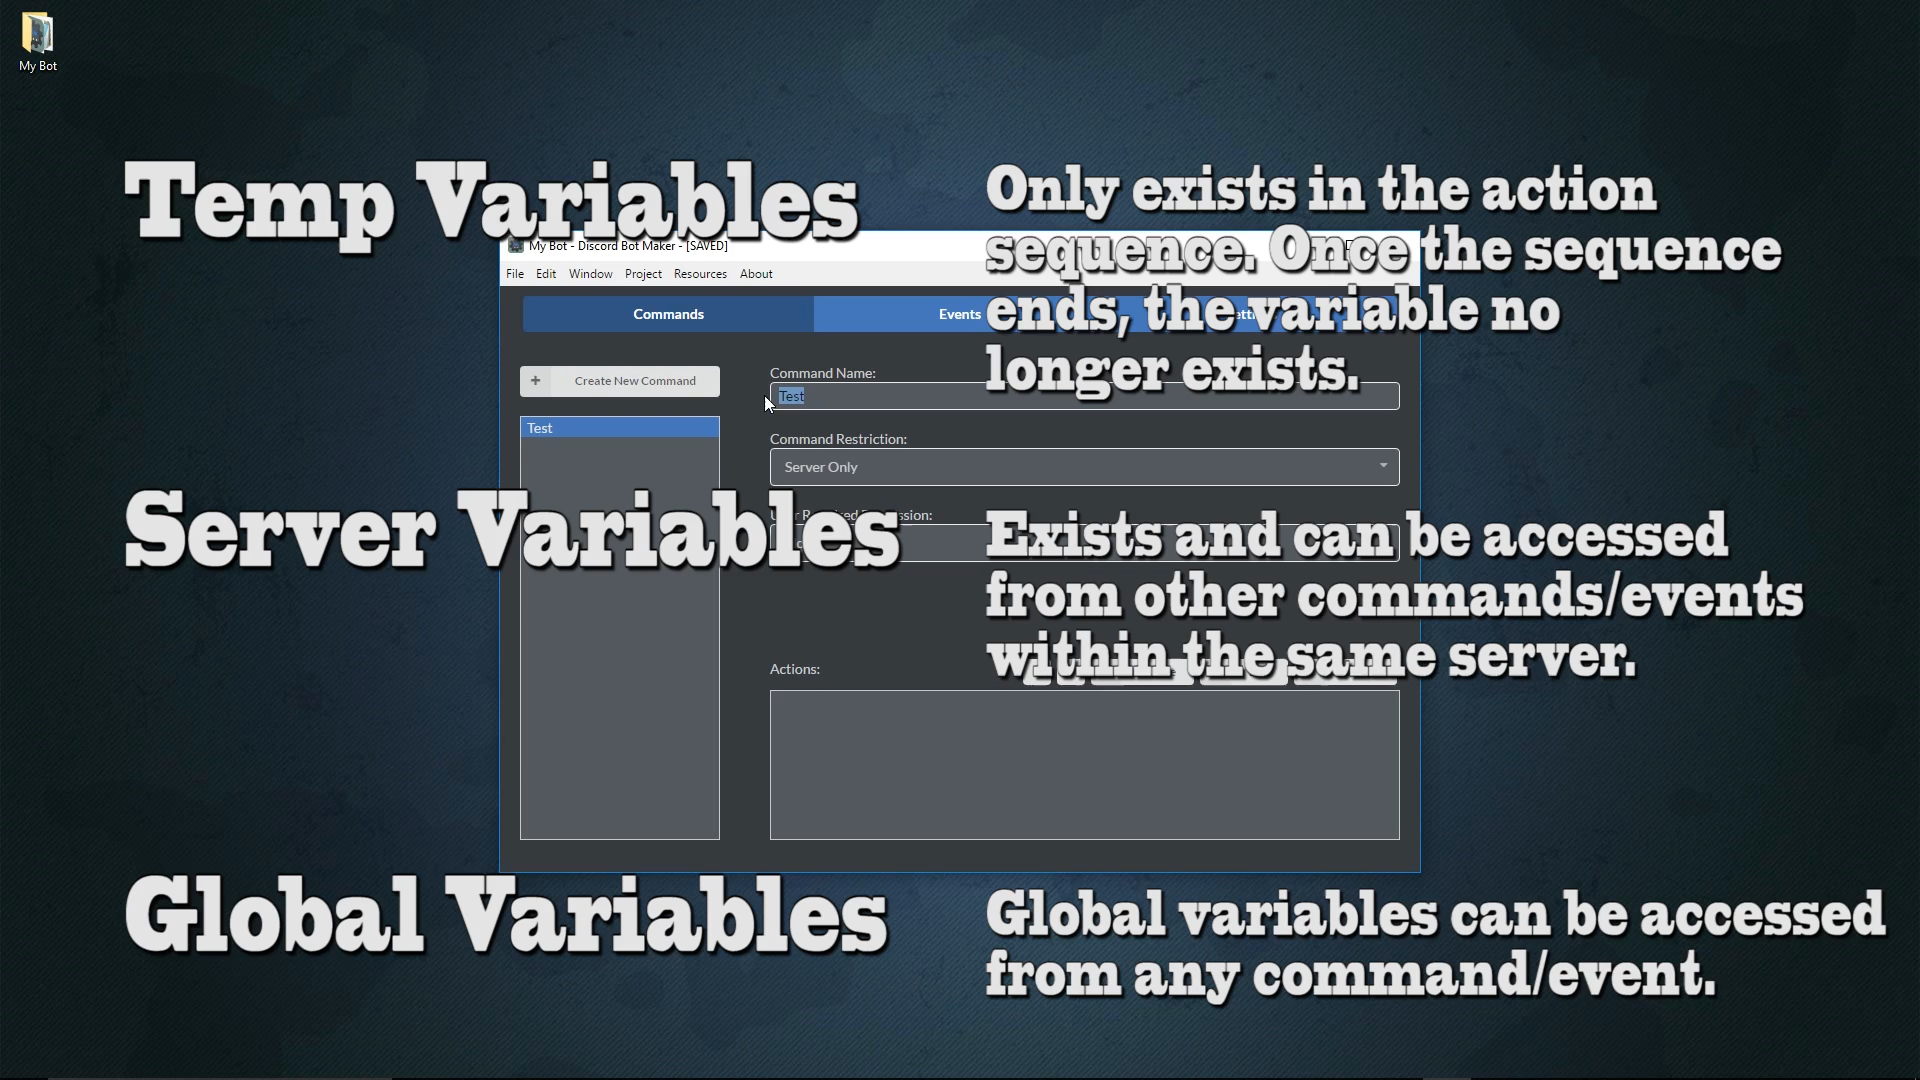 My Bot
Temp Variables
Only exists in the action
sequence. Once the sequence
ends, the variable no
longer exists.
My Bot - Discord Bot Maker - [SAVED]
File Edit Window Project Resources About
Commands
Events
Create New Command
Command Name:
Test
Test
Command Restriction:
Server Only
Server Variables
Exists and can be accessed
from other commands/events
within the same server.
Actions:
Global Variables
Global variables can be accessed
from any command/event.